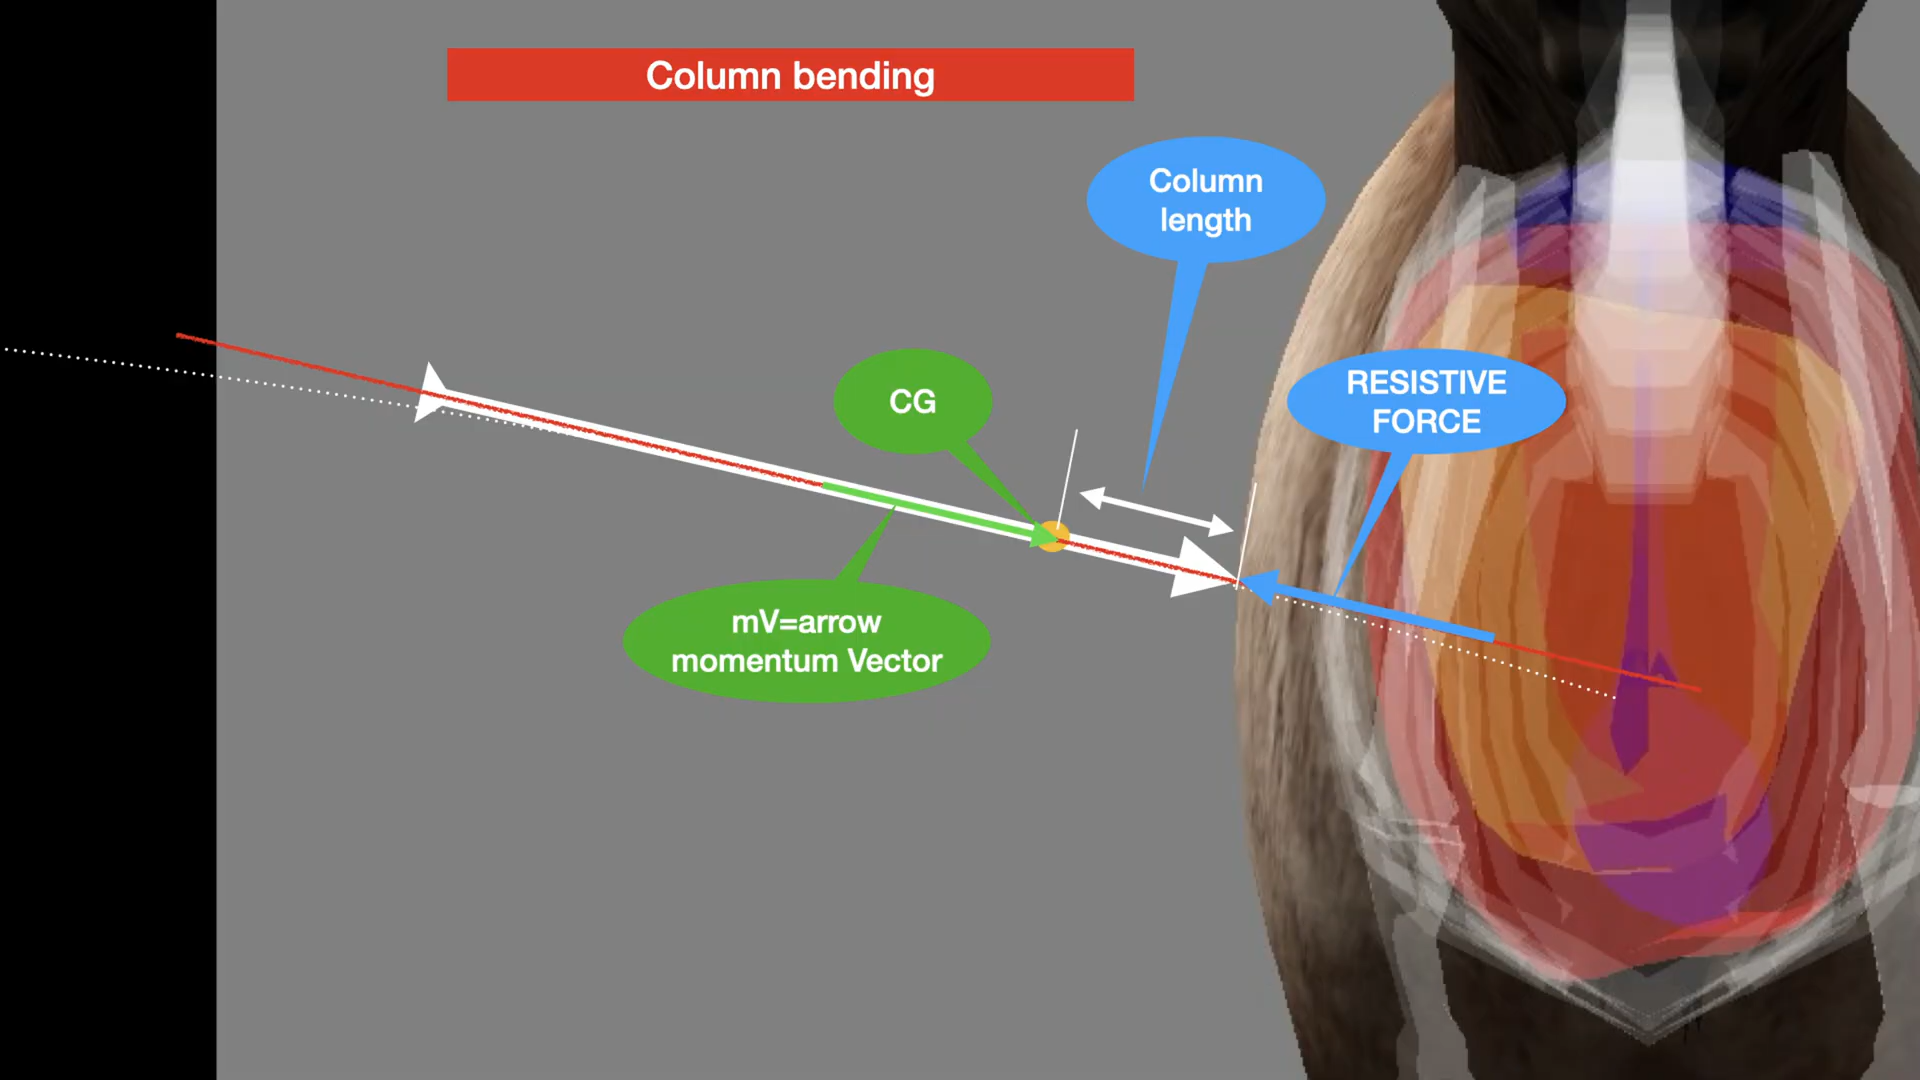 Column bending
Column
length
CG
RESISTIVE
FORCE
mV=arrow
momentum Vector